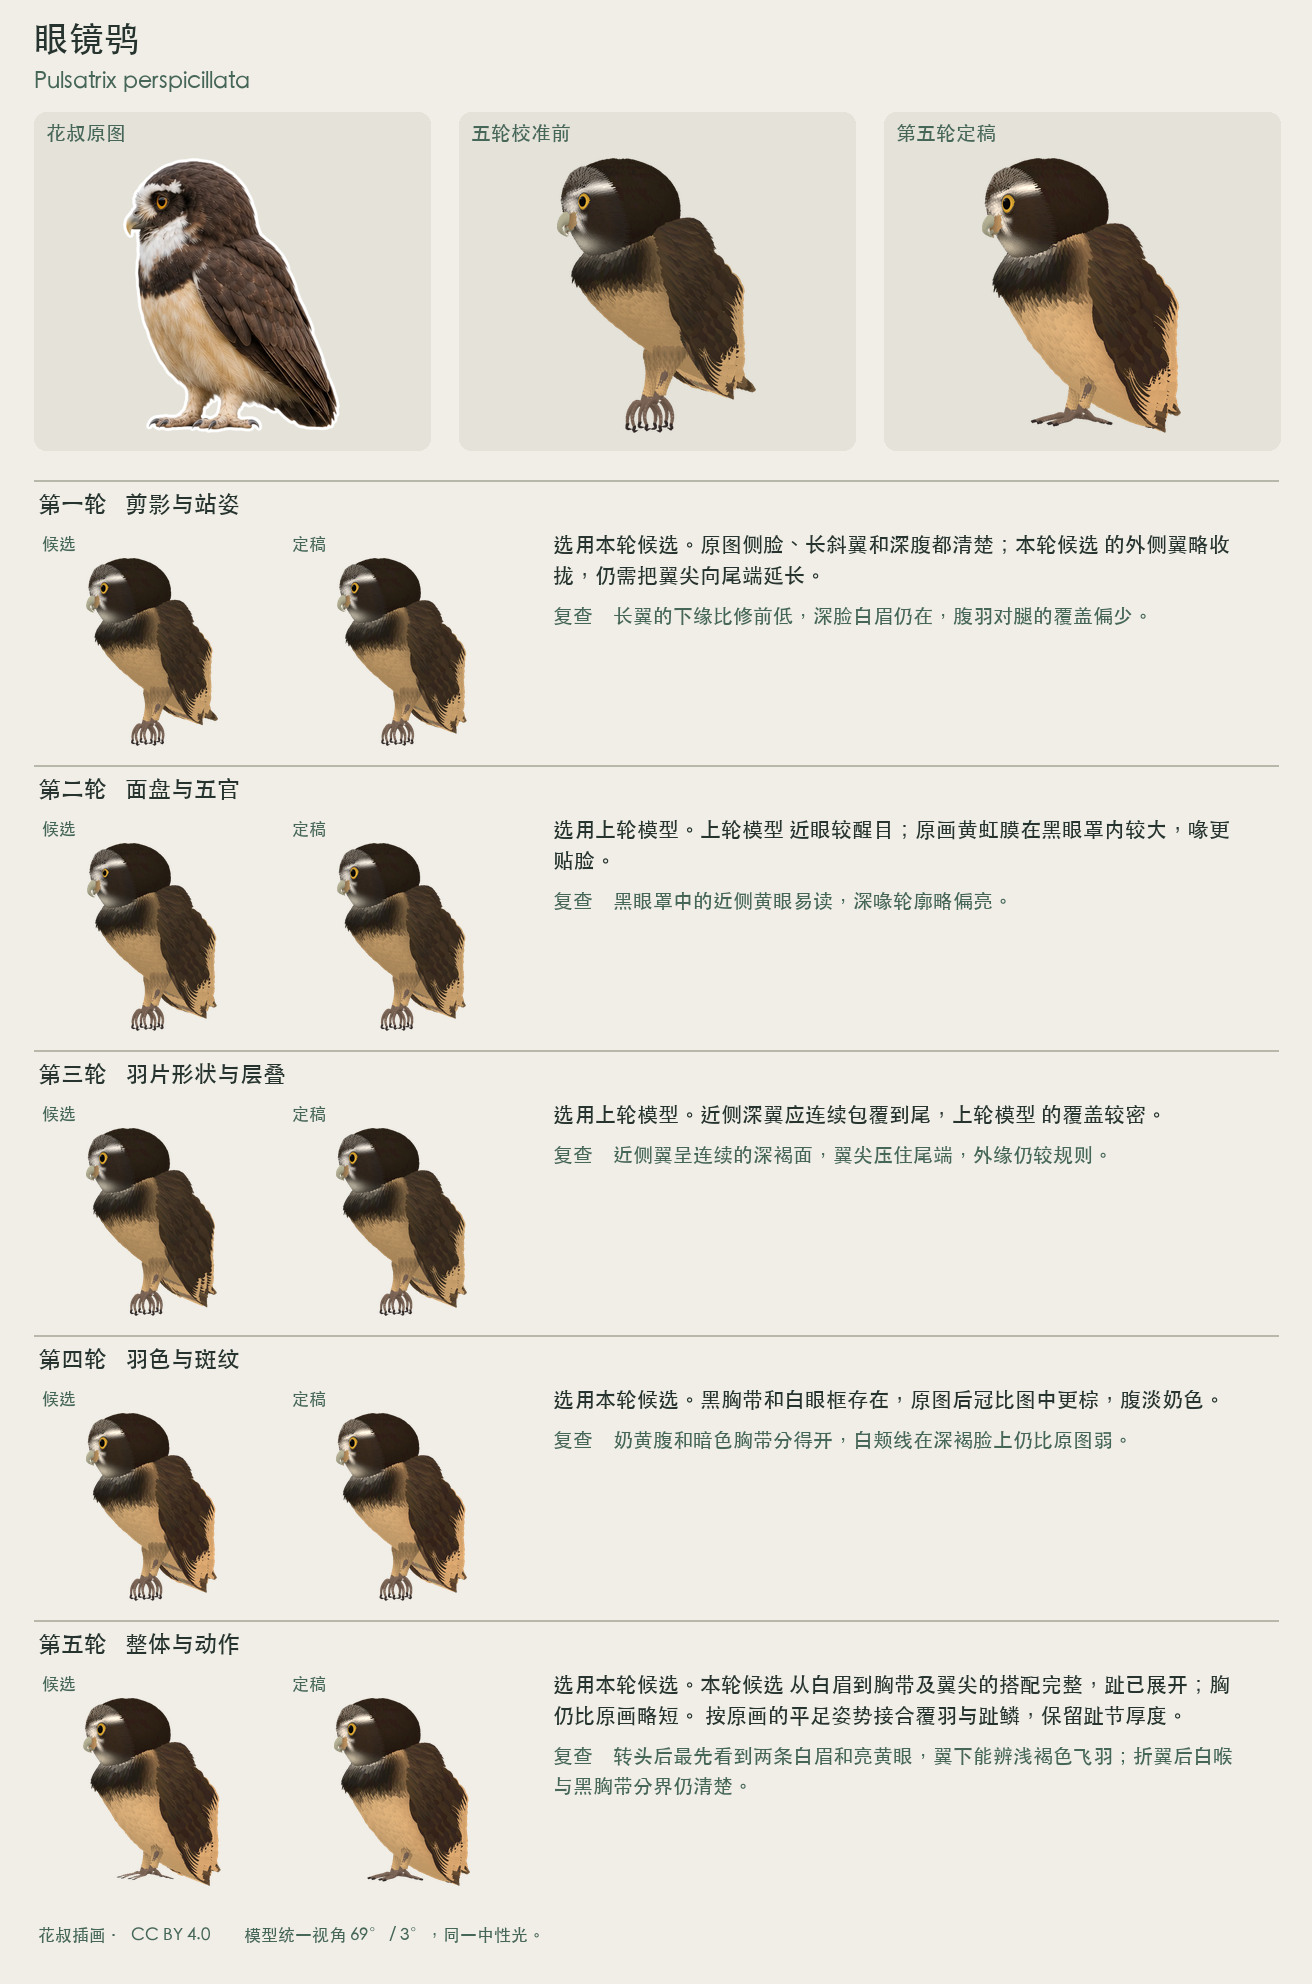 眼镜鸮
Pulsatrix perspicillata
花叔原图
五轮校准前
第五轮定稿
第一轮 剪影与站姿
候选
定稿
选用本轮候选。原图侧脸、长斜翼和深腹都清楚；本轮候选 的外侧翼略收
拢，仍需把翼尖向尾端延长。
复查 长翼的下缘比修前低，深脸白眉仍在，腹羽对腿的覆盖偏少。
第二轮 面盘与五官
候选
定稿
选用上轮模型。上轮模型 近眼较醒目；原画黄虹膜在黑眼罩内较大，喙更
贴脸。
复查 黑眼罩中的近侧黄眼易读，深喙轮廓略偏亮。
第三轮 羽片形状与层叠
候选
定稿
选用上轮模型。近侧深翼应连续包覆到尾，上轮模型 的覆盖较密。
复查 近侧翼呈连续的深褐面，翼尖压住尾端，外缘仍较规则。
第四轮 羽色与斑纹
候选
定稿
选用本轮候选。黑胸带和白眼框存在，原图后冠比图中更棕，腹淡奶色。
复查 奶黄腹和暗色胸带分得开，白颊线在深褐脸上仍比原图弱。
第五轮 整体与动作
候选
定稿
选用本轮候选。本轮候选 从白眉到胸带及翼尖的搭配完整，趾已展开；胸
仍比原画略短。 按原画的平足姿势接合覆羽与趾鳞，保留趾节厚度。
复查 转头后最先看到两条白眉和亮黄眼，翼下能辨浅褐色飞羽；折翼后白喉
与黑胸带分界仍清楚。
花叔插画 · CC BY 4.0 模型统一视角 69° / 3° ，同一中性光。